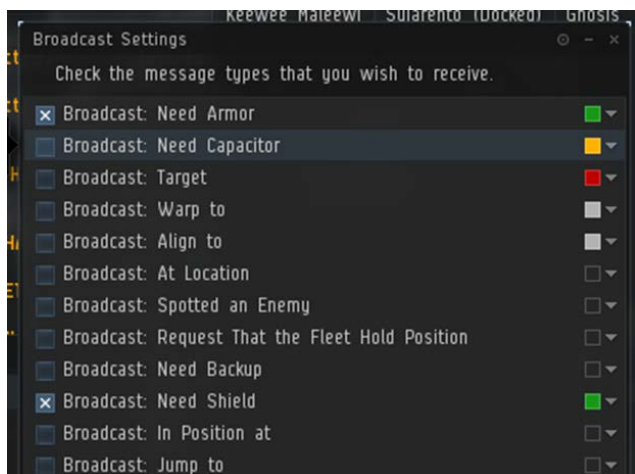 Keewee Maleewi Sularento (Docked) Ghosts
Broadcast Settings
Check the message types that you wish to receive.
Broadcast: Need Armor
Broadcast: Need Capacitor
Broadcast: Target
Broadcast: Warp to
Broadcast: Align to
Broadcast: At Location
Broadcast: Spotted an Enemy
Broadcast: Request That the Fleet Hold Position
Broadcast: Need Backup
Broadcast: Need Shield
Broadcast: In Position at
Broadcast: Jump to